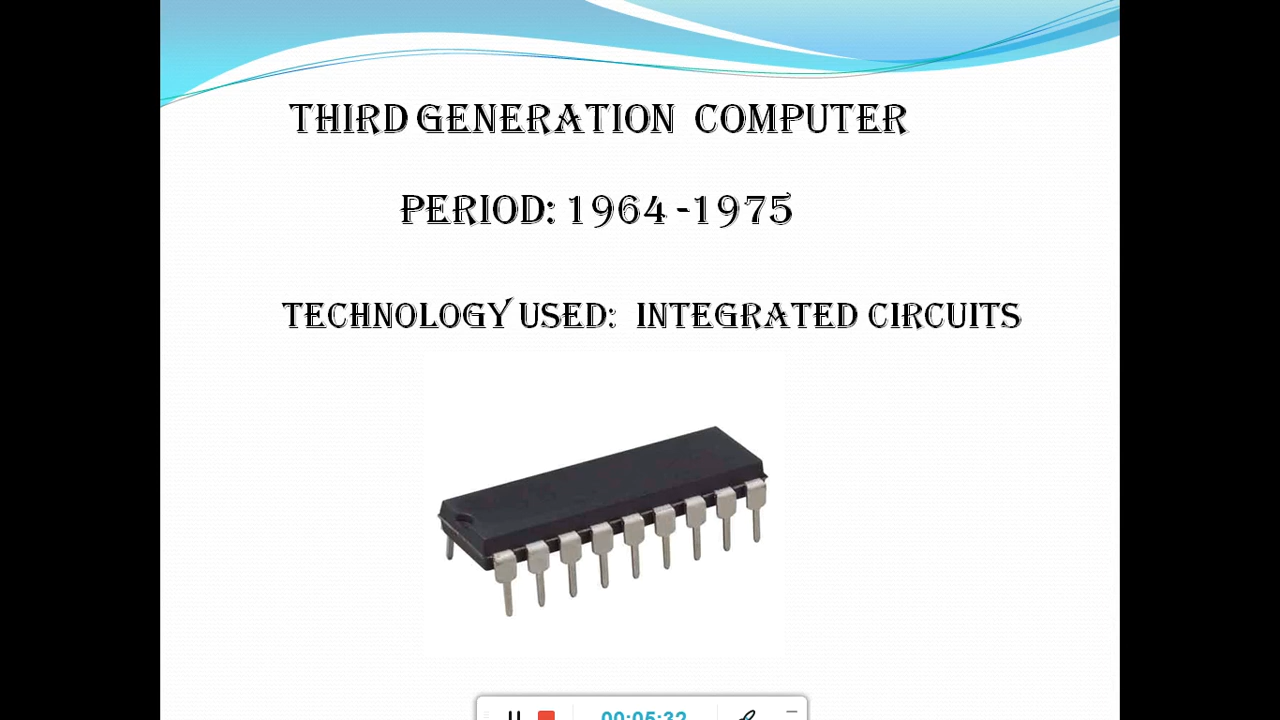 THIRD GENERATION COMPUTER
PERIOD: 1964 -1975
TECHNOLOGY USED: INTEGRATED CIRCUITS
00:05:32